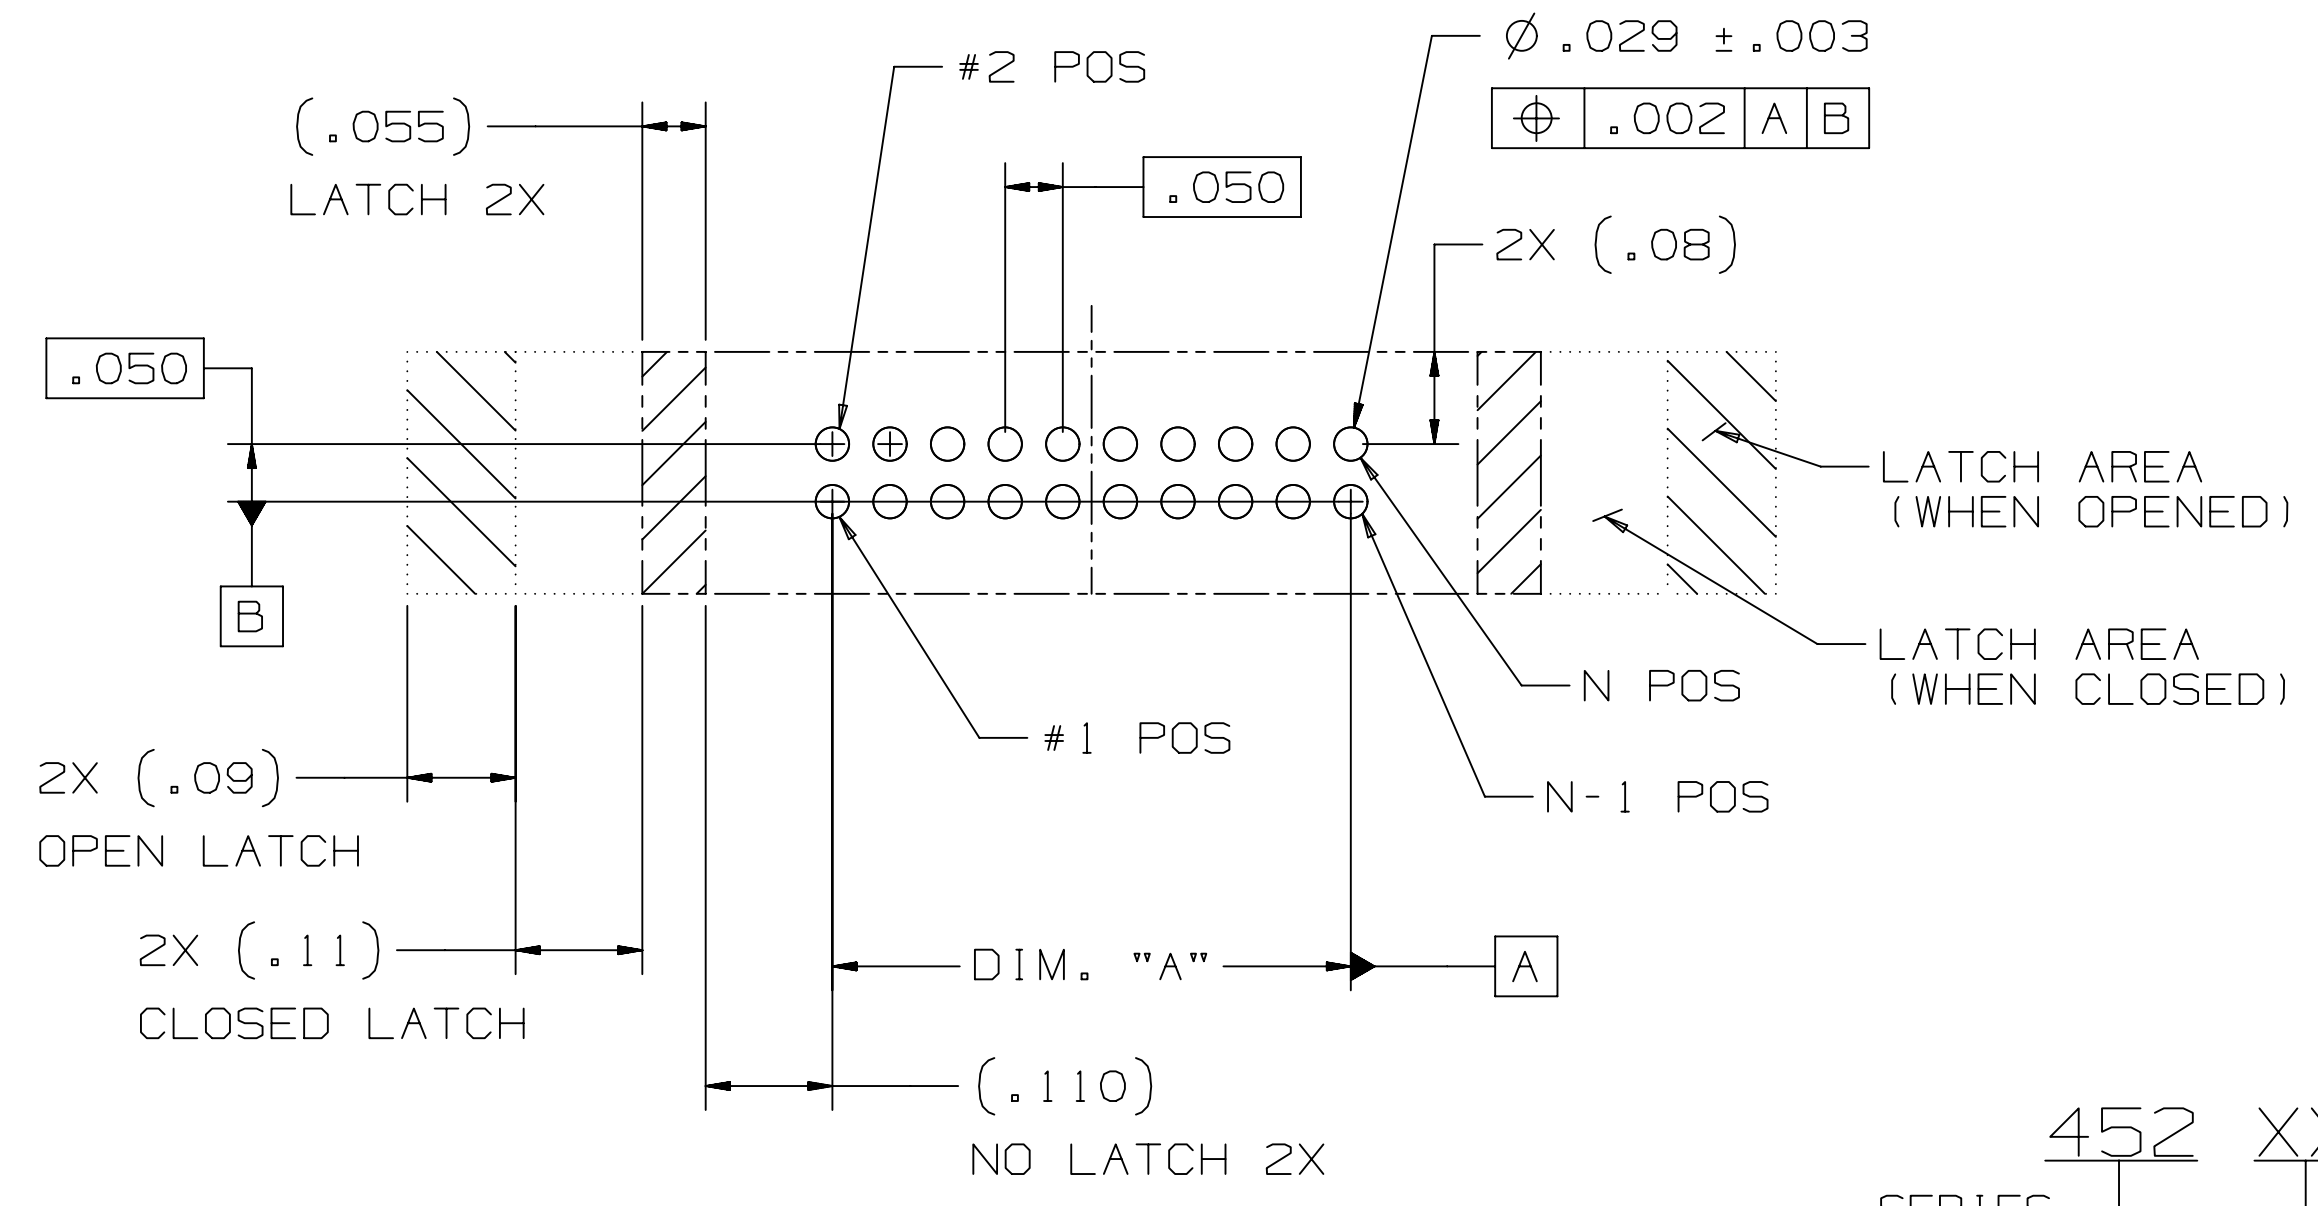 Ø .029 ±.003
⌖ .002 A B
#2 POS
(.055)
LATCH 2X
.050
2X (.08)
.050
LATCH AREA
(WHEN OPENED)
B
LATCH AREA
(WHEN CLOSED)
N POS
#1 POS
2X (.09)
OPEN LATCH
N-1 POS
2X (.11)
CLOSED LATCH
DIM. "A"
A
(.110)
NO LATCH 2X
452 XX
SERIES